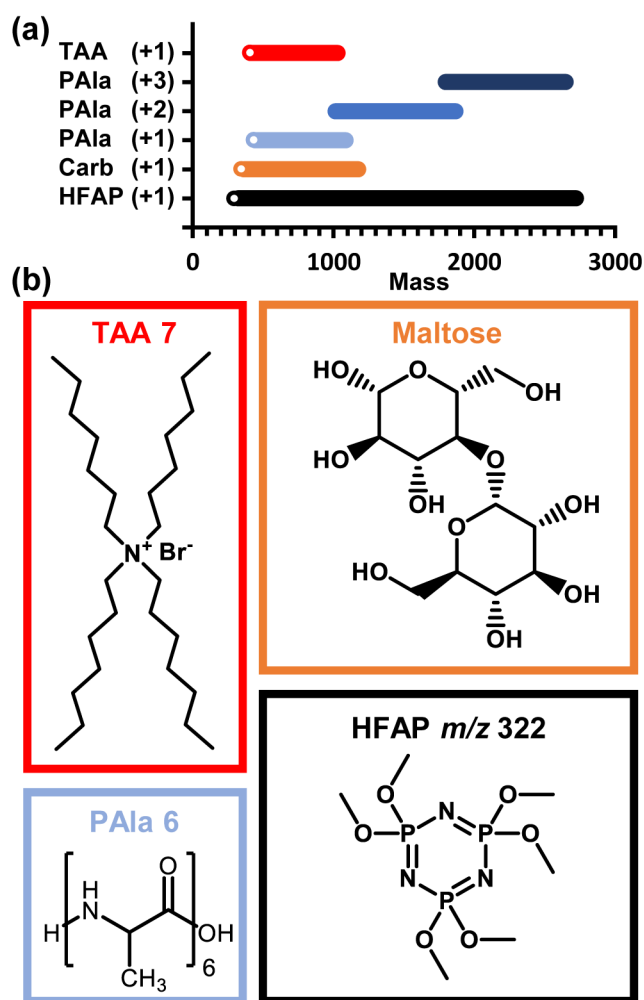 (a)
TAA (+1)
PAla (+3)
PAla (+2)
PAla (+1)
Carb (+1)
HFAP (+1)
0 1000 2000 3000
Mass
(b)
TAA 7
N+ Br-
Maltose
HO O OH
HO O
OH OH
O OH
HO OH
OH
HFAP m/z 322
O O
O N O
P P
N N O
P
O O
PAla 6
H O
H N OH
CH3 6